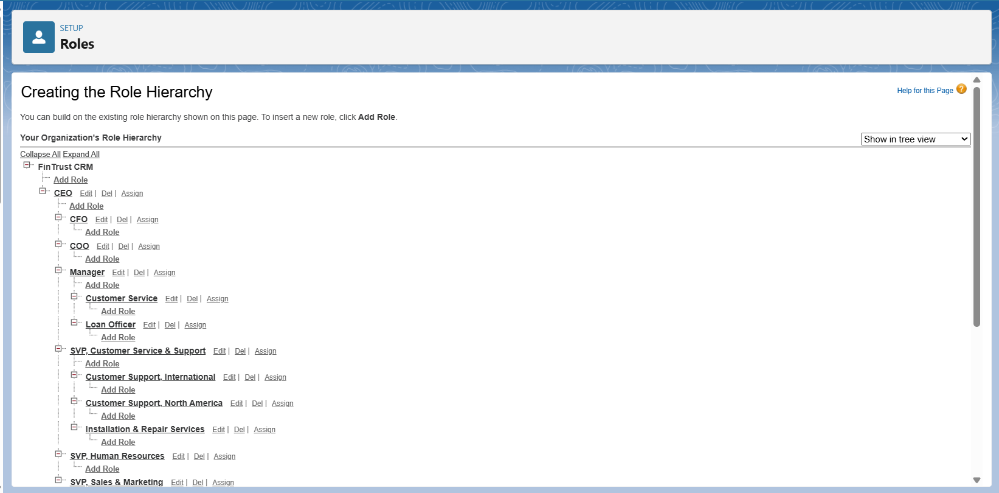 SETUP
Roles
Creating the Role Hierarchy
Help for this Page ?
You can build on the existing role hierarchy shown on this page. To insert a new role, click Add Role.
Your Organization's Role Hierarchy
Show in tree view
Collapse All Expand All
FinTrust CRM
Add Role
CEO Edit | Del | Assign
Add Role
CFO Edit | Del | Assign
Add Role
COO Edit | Del | Assign
Add Role
Manager Edit | Del | Assign
Add Role
Customer Service Edit | Del | Assign
Add Role
Loan Officer Edit | Del | Assign
Add Role
SVP, Customer Service & Support Edit | Del | Assign
Add Role
Customer Support, International Edit | Del | Assign
Add Role
Customer Support, North America Edit | Del | Assign
Add Role
Installation & Repair Services Edit | Del | Assign
Add Role
SVP, Human Resources Edit | Del | Assign
Add Role
SVP, Sales & Marketing Edit | Del | Assign